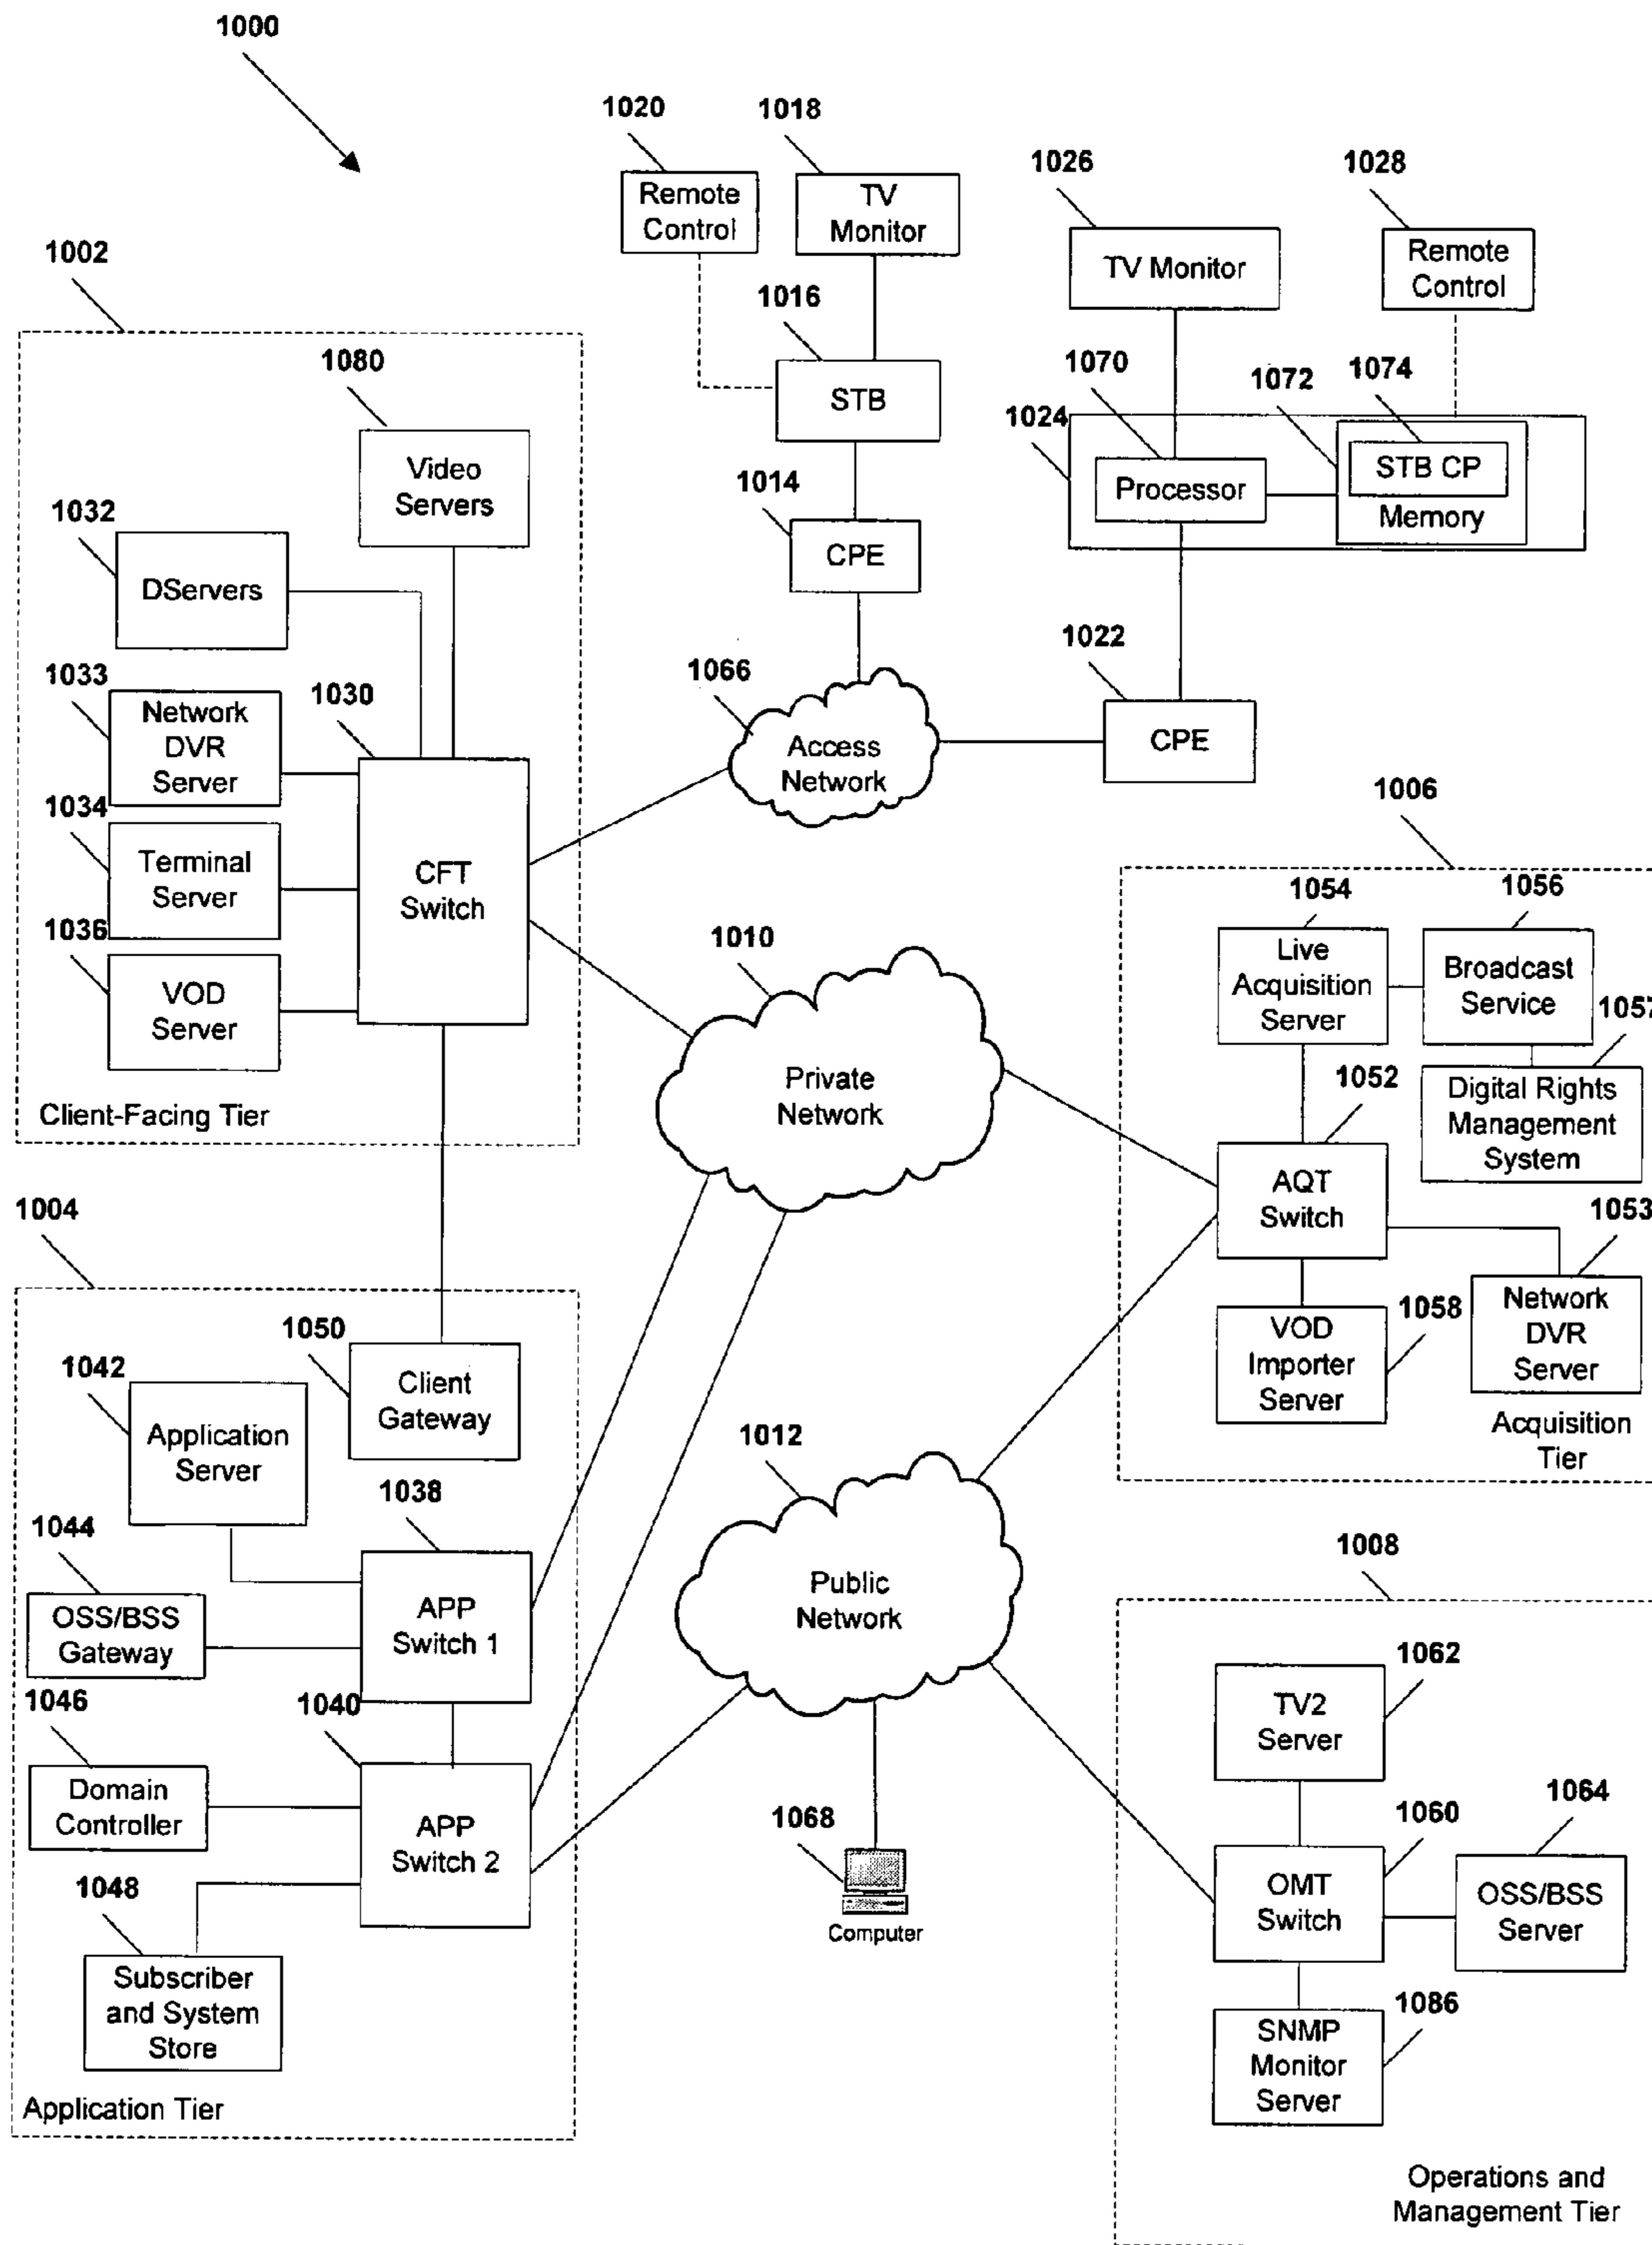 1000
1020
1018
Remote
Control
TV
Monitor
1026
1028
TV Monitor
Remote
Control
1016
STB
1070
1072
1074
1024
Processor
STB CP
Memory
1014
CPE
1022
CPE
1066
Access
Network
1002
1080
Video
Servers
1032
DServers
1033
Network
DVR
Server
1030
1034
Terminal
Server
CFT
Switch
1036
VOD
Server
Client-Facing Tier
1010
Private
Network
1006
1054
1056
Live
Acquisition
Server
Broadcast
Service
1057
1052
Digital Rights
Management
System
AQT
Switch
1053
1058
VOD
Importer
Server
Network
DVR
Server
Acquisition
Tier
1004
1050
Client
Gateway
1042
Application
Server
1038
1044
OSS/BSS
Gateway
APP
Switch 1
1046
1040
Domain
Controller
APP
Switch 2
1048
Subscriber
and System
Store
Application Tier
1012
Public
Network
1068
Computer
1008
1062
TV2
Server
1060
1064
OMT
Switch
OSS/BSS
Server
1086
SNMP
Monitor
Server
Operations and
Management Tier